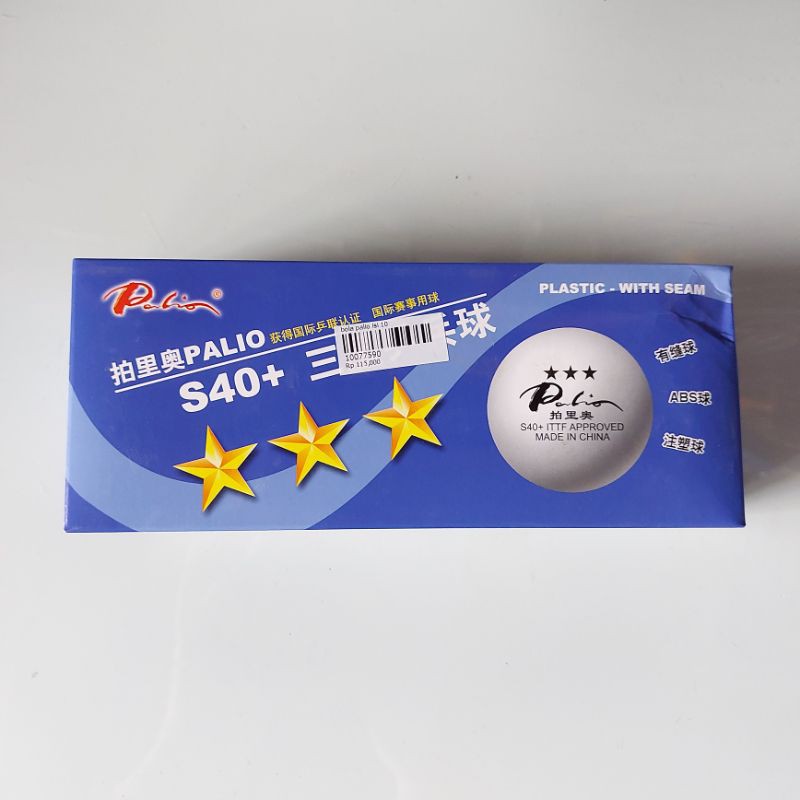 Palio ®
PLASTIC - WITH SEAM
获得国际乒联认证 国际赛事用球
拍里奥PALIO
S40+ 三 球
bola palio isi 10
10077590
Rp 115,000
★★★
Palio
拍里奥
S40+ ITTF APPROVED
MADE IN CHINA
有缝球
ABS球
注塑球